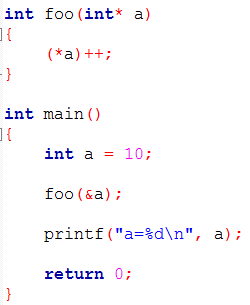 int foo(int* a)
{
    (*a)++;
}
int main()
{
    int a = 10;
    foo(&a);
    printf("a=%d\n", a);
    return 0;
}